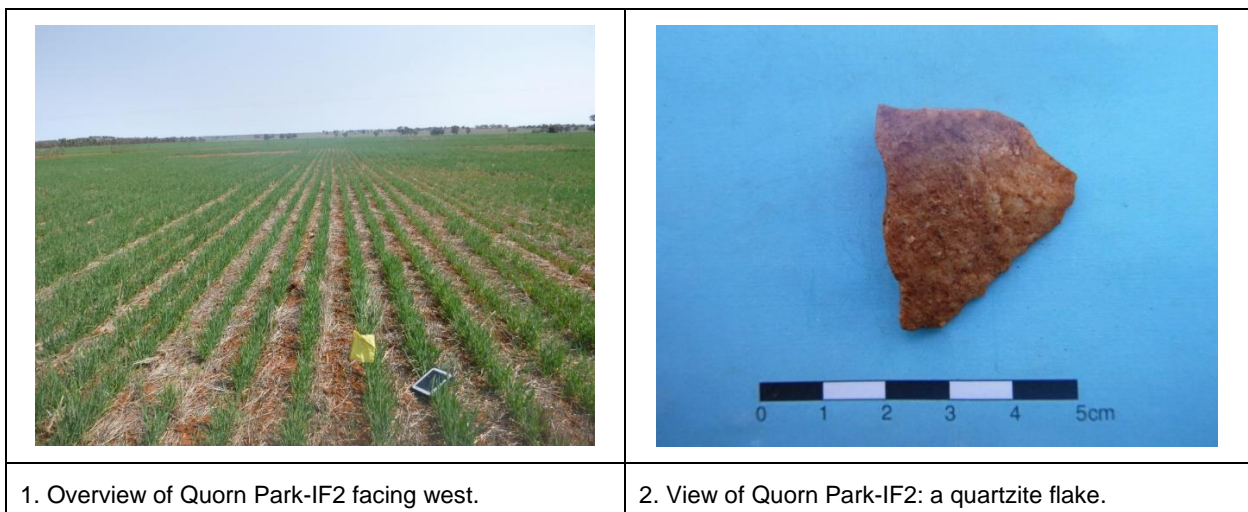 0 1 2 3 4 5cm
1. Overview of Quorn Park-IF2 facing west.
2. View of Quorn Park-IF2: a quartzite flake.